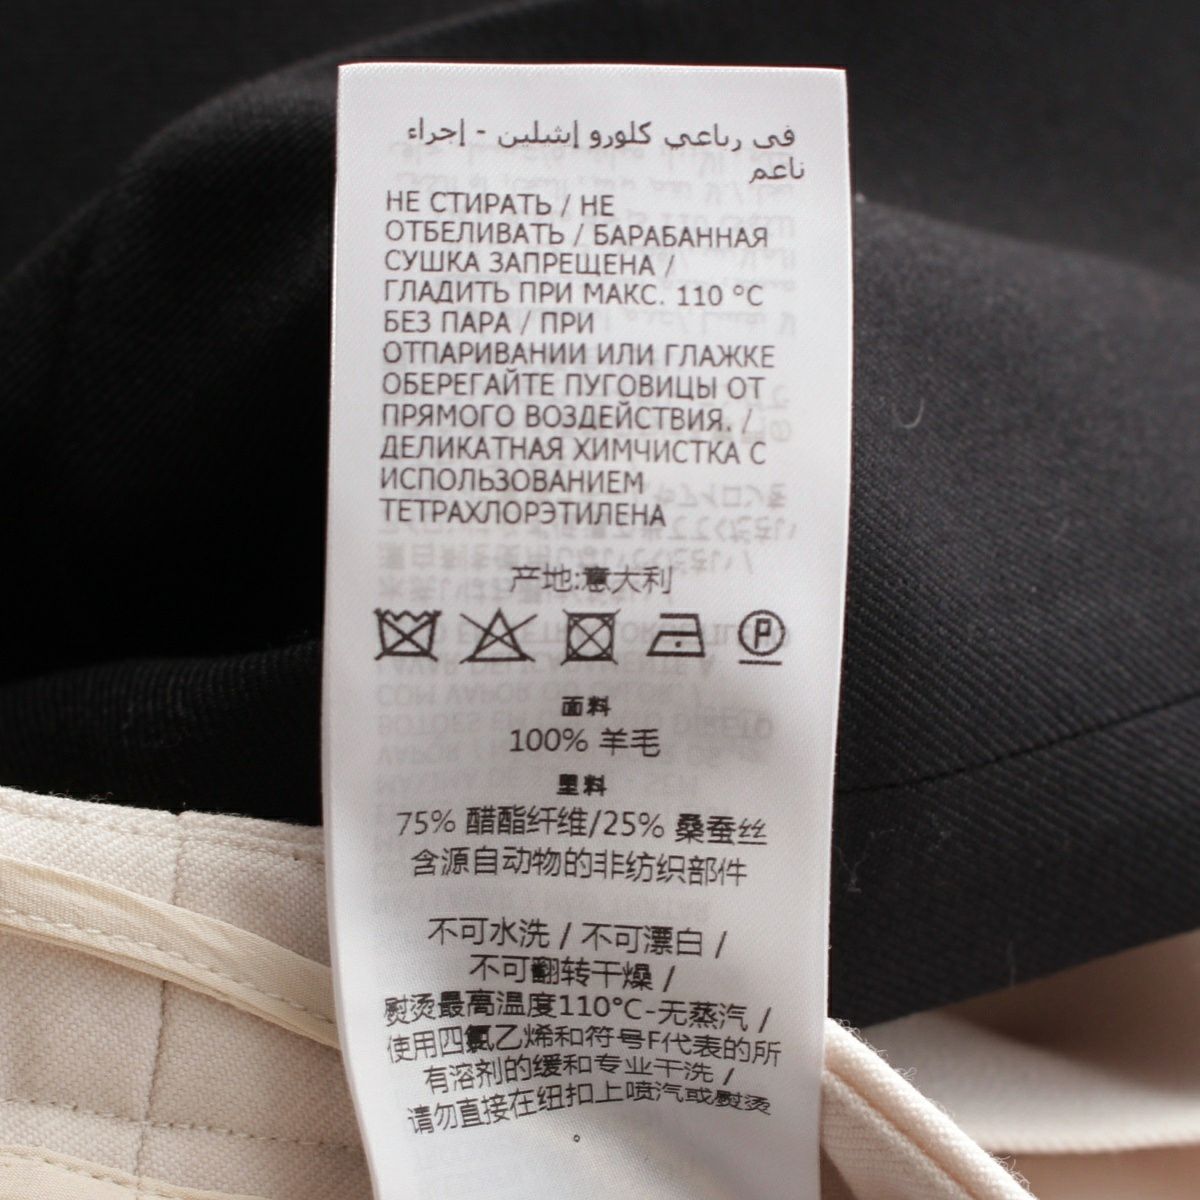 في رباعي كلورو إيثيلين - إجراء
ناعم
НЕ СТИРАТЬ / НЕ
ОТБЕЛИВАТЬ / БАРАБАННАЯ
СУШКА ЗАПРЕЩЕНА /
ГЛАДИТЬ ПРИ МАКС. 110 °C
БЕЗ ПАРА / ПРИ
ОТПАРИВАНИИ ИЛИ ГЛАЖКЕ
ОБЕРЕГАЙТЕ ПУГОВИЦЫ ОТ
ПРЯМОГО ВОЗДЕЙСТВИЯ. /
ДЕЛИКАТНАЯ ХИМЧИСТКА С
ИСПОЛЬЗОВАНИЕМ
ТЕТРАХЛОРЭТИЛЕНА
产地:意大利
P
面料
100% 羊毛
里料
75% 醋酯纤维/25% 桑蚕丝
含源自动物的非纺织部件
不可水洗 / 不可漂白 /
不可翻转干燥 /
熨烫最高温度110°C-无蒸汽 /
使用四氯乙烯和符号F代表的所
有溶剂的缓和专业干洗 /
请勿直接在纽扣上喷汽或熨烫
。